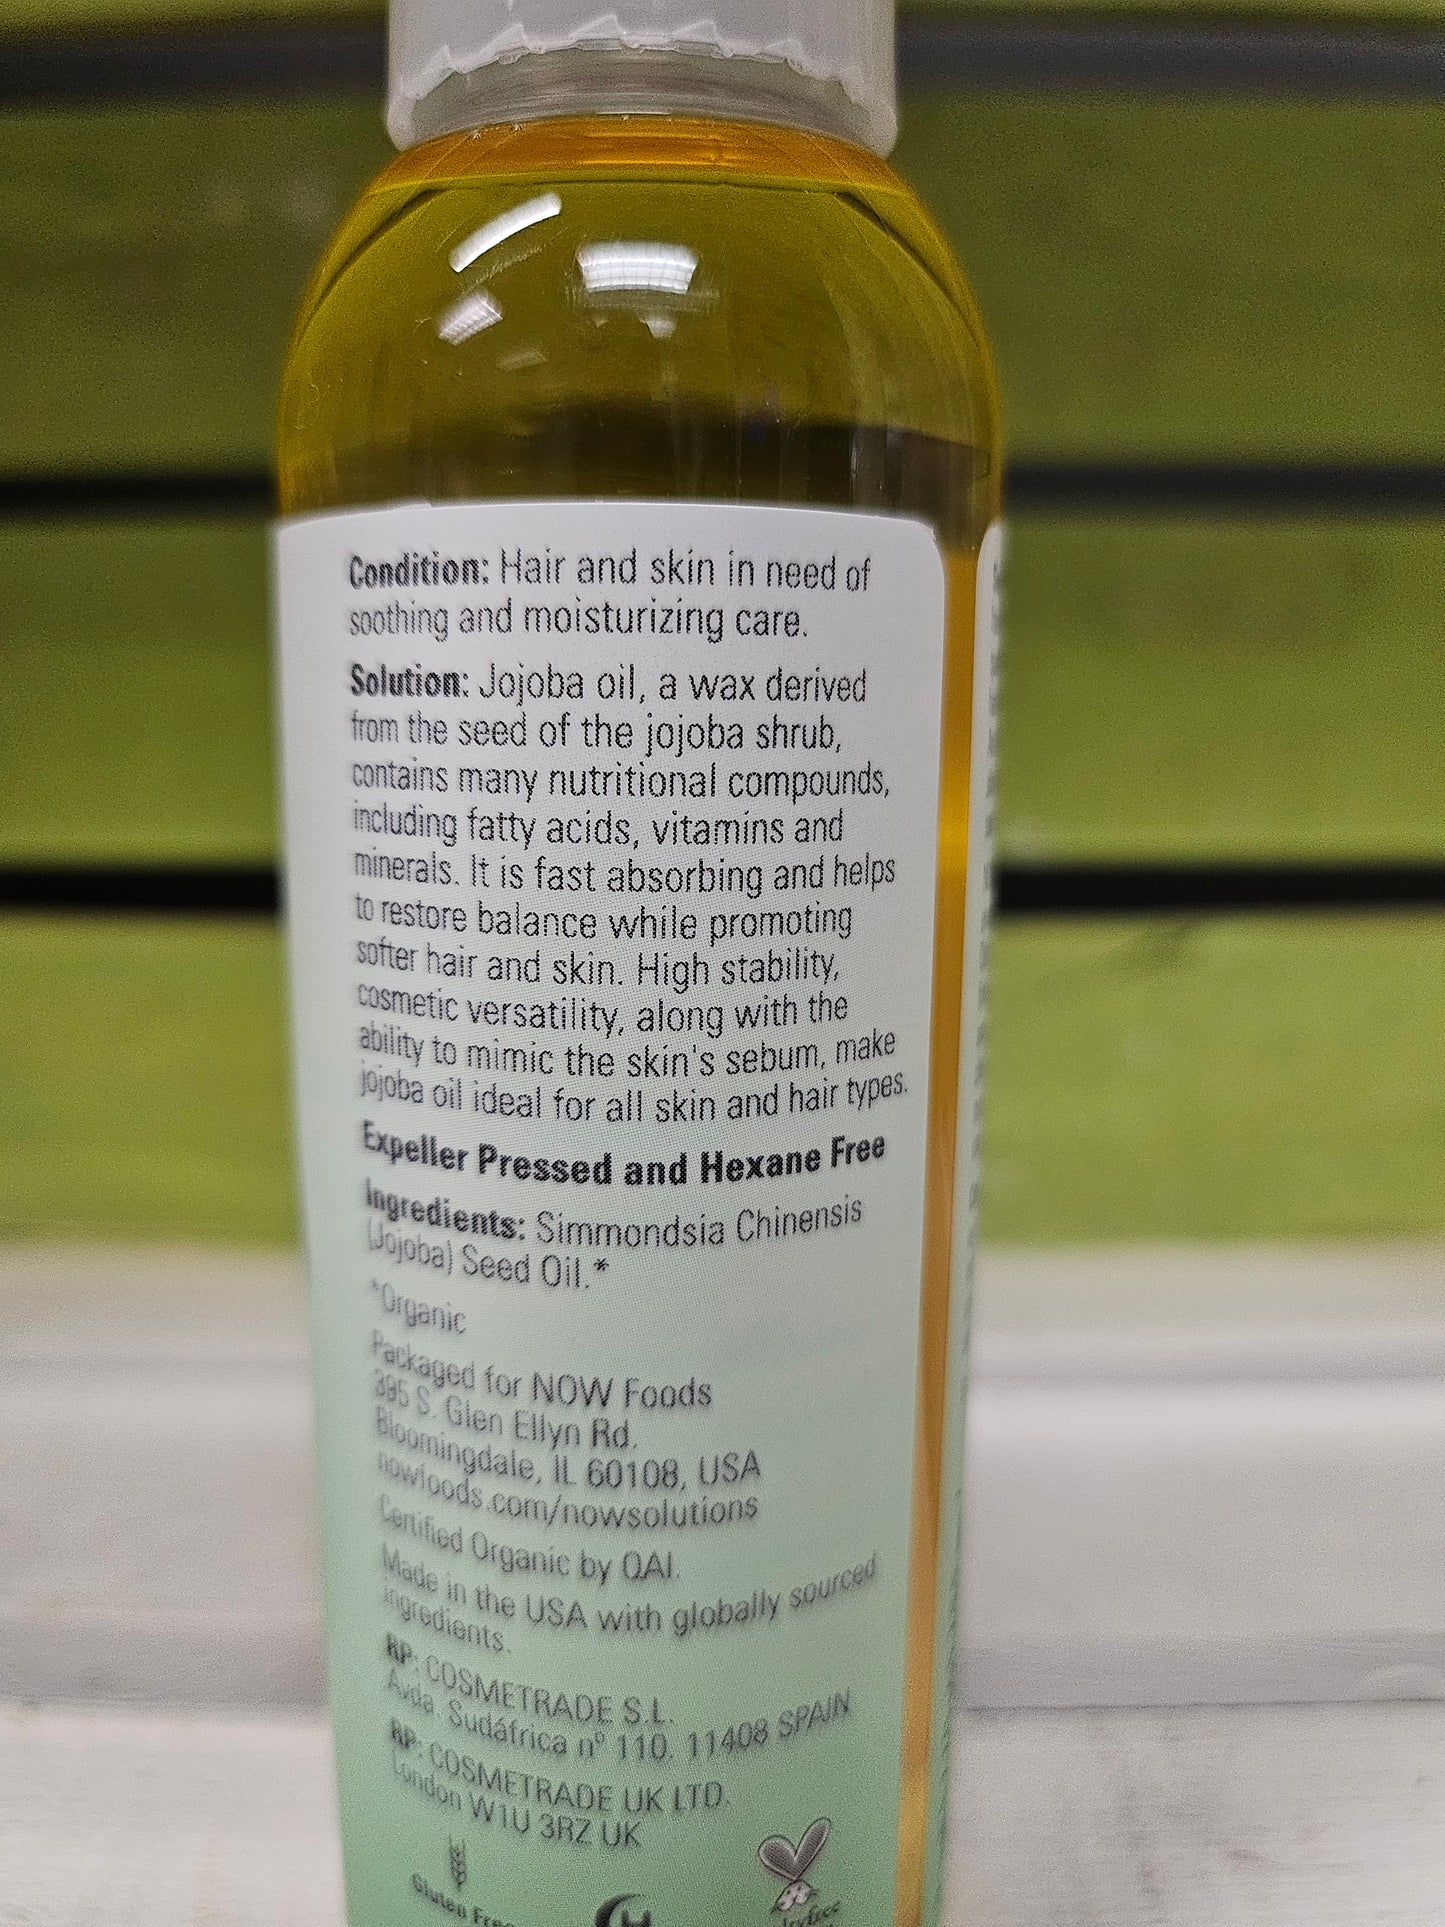 Condition: Hair and skin in need of
soothing and moisturizing care.
Solution: Jojoba oil, a wax derived
from the seed of the jojoba shrub,
contains many nutritional compounds,
including fatty acids, vitamins and
minerals. It is fast absorbing and helps
to restore balance while promoting
softer hair and skin. High stability,
cosmetic versatility, along with the
ability to mimic the skin's sebum, make
jojoba oil ideal for all skin and hair types.
Expeller Pressed and Hexane Free
Ingredients: Simmondsia Chinensis
(Jojoba) Seed Oil.*
*Organic
Packaged for NOW Foods
395 S. Glen Ellyn Rd.
Bloomingdale, IL 60108, USA
nowfoods.com/nowsolutions
Certified Organic by QAI.
Made in the USA with globally sourced
ingredients.
RP: COSMETRADE S.L.
Avda. Sudáfrica nº 110. 11408 SPAIN
RP: COSMETRADE UK LTD.
London W1U 3RZ UK
Gluten Free